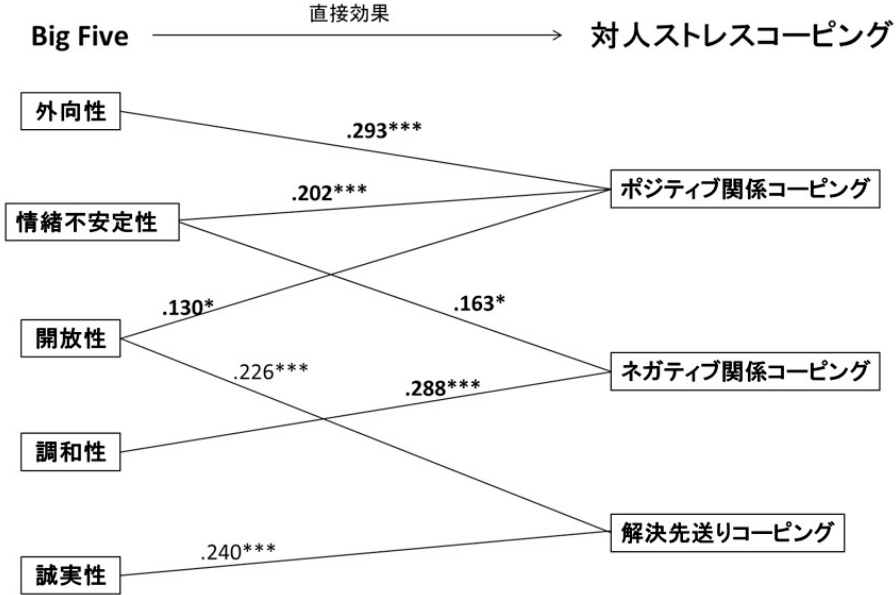 Big Five
直接効果
対人ストレスコーピング
外向性
.293***
ポジティブ関係コーピング
情緒不安定性
.202***
.130*
.163*
開放性
.226***
ネガティブ関係コーピング
.288***
調和性
解決先送りコーピング
.240***
誠実性